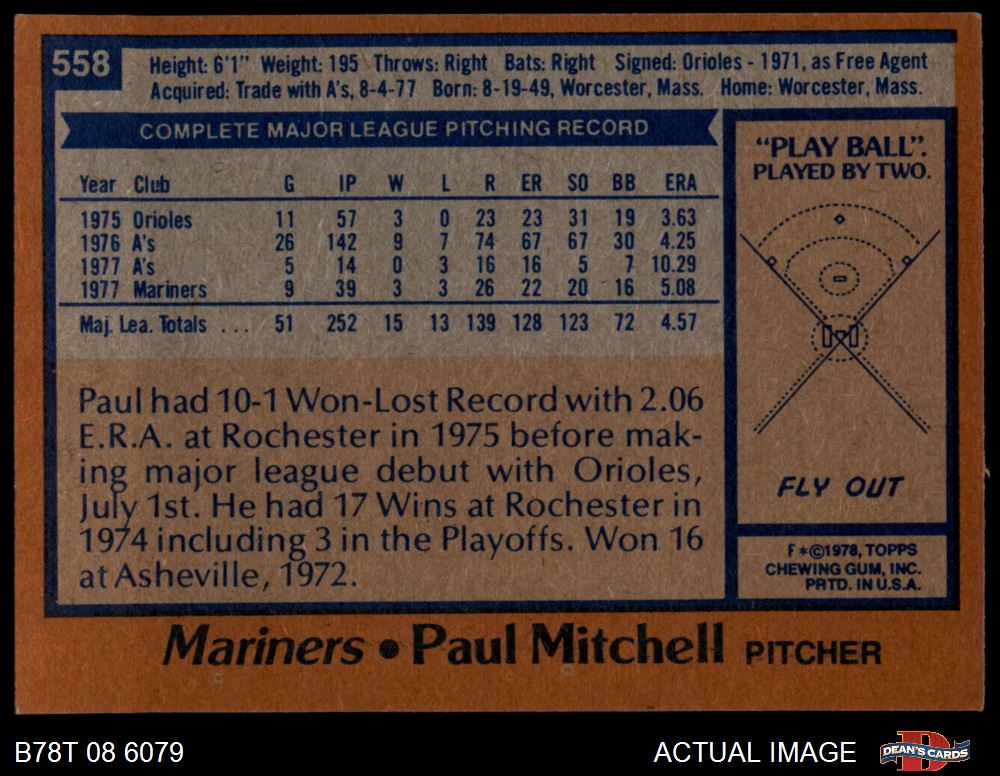 558
Height: 6'1" Weight: 195 Throws: Right Bats: Right Signed: Orioles - 1971, as Free Agent
Acquired: Trade with A's, 8-4-77 Born: 8-19-49, Worcester, Mass. Home: Worcester, Mass.
COMPLETE MAJOR LEAGUE PITCHING RECORD
Year Club G IP W L R ER SO BB ERA
1975 Orioles 11 57 3 0 23 23 31 19 3.63
1976 A's 26 142 9 7 74 67 67 30 4.25
1977 A's 5 14 0 3 16 16 5 7 10.29
1977 Mariners 9 39 3 3 26 22 20 16 5.08
Maj. Lea. Totals ... 51 252 15 13 139 128 123 72 4.57
Paul had 10-1 Won-Lost Record with 2.06
E.R.A. at Rochester in 1975 before mak-
ing major league debut with Orioles,
July 1st. He had 17 Wins at Rochester in
1974 including 3 in the Playoffs. Won 16
at Asheville, 1972.
"PLAY BALL".
PLAYED BY TWO.
FLY OUT
F*©1978, TOPPS
CHEWING GUM, INC.
PRTD. IN U.S.A.
Mariners • Paul Mitchell PITCHER
B78T 08 6079
ACTUAL IMAGE
D
DEAN'S CARDS